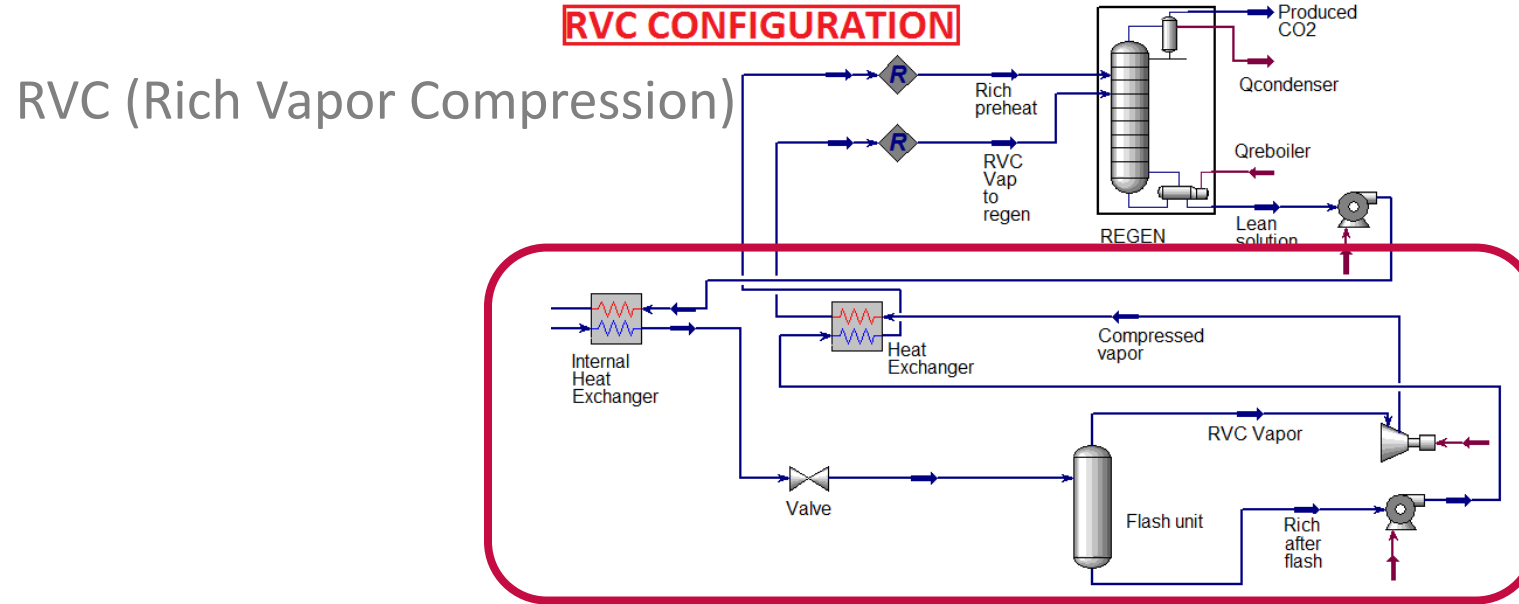 RVC CONFIGURATION
RVC (Rich Vapor Compression)
Produced
CO2
Qcondenser
R
Rich
preheat
R
RVC
Vap
to
regen
Qreboiler
REGEN
Lean
solution
Internal
Heat
Exchanger
Heat
Exchanger
Compressed
vapor
RVC Vapor
Valve
Flash unit
Rich
after
flash